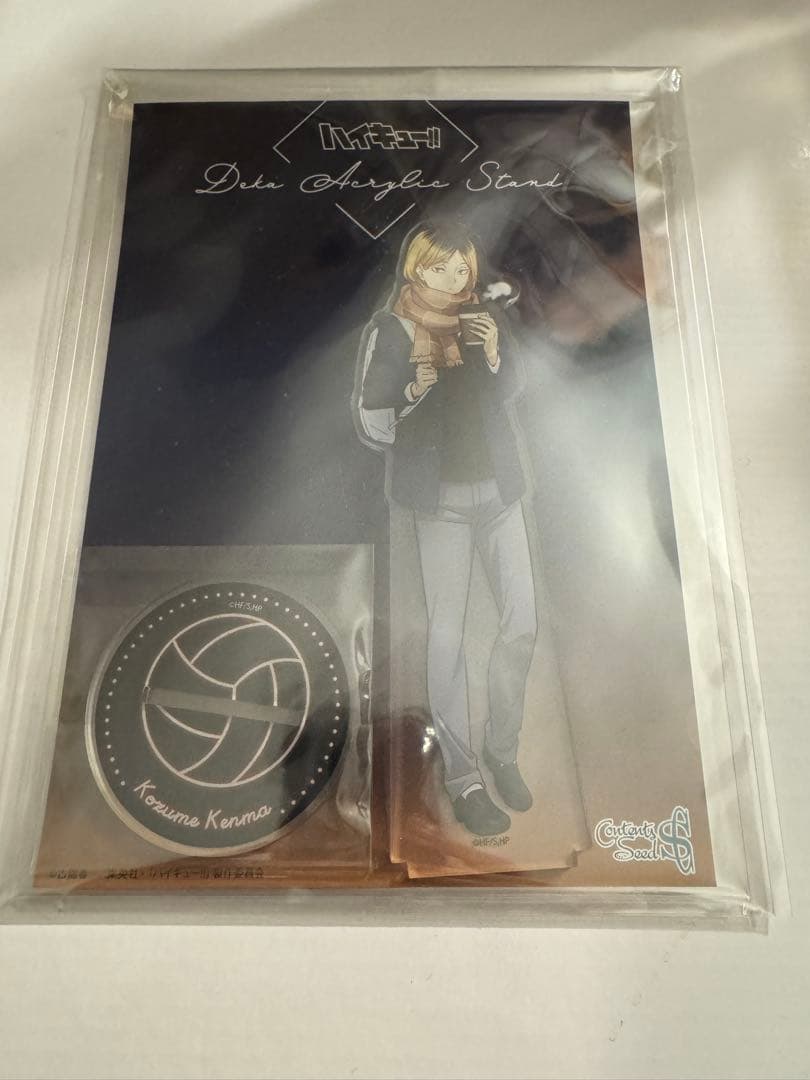 ハイキュー!!
Deka Acrylic Stand
©HF/S,HP
Kozume Kenma
©HF/S,HP
Contents
Seed